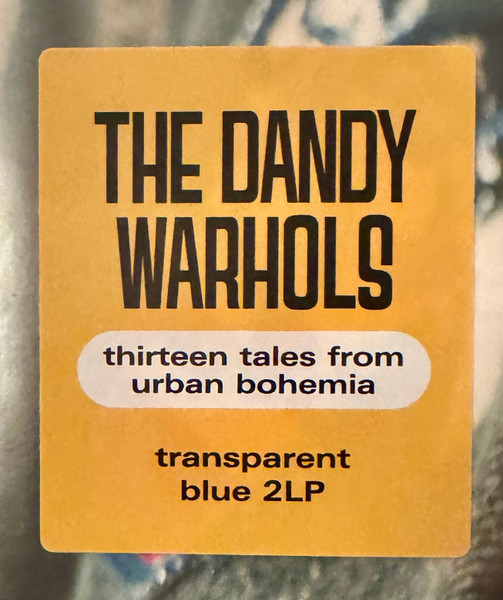 THE DANDY
WARHOLS
thirteen tales from
urban bohemia
transparent
blue 2LP